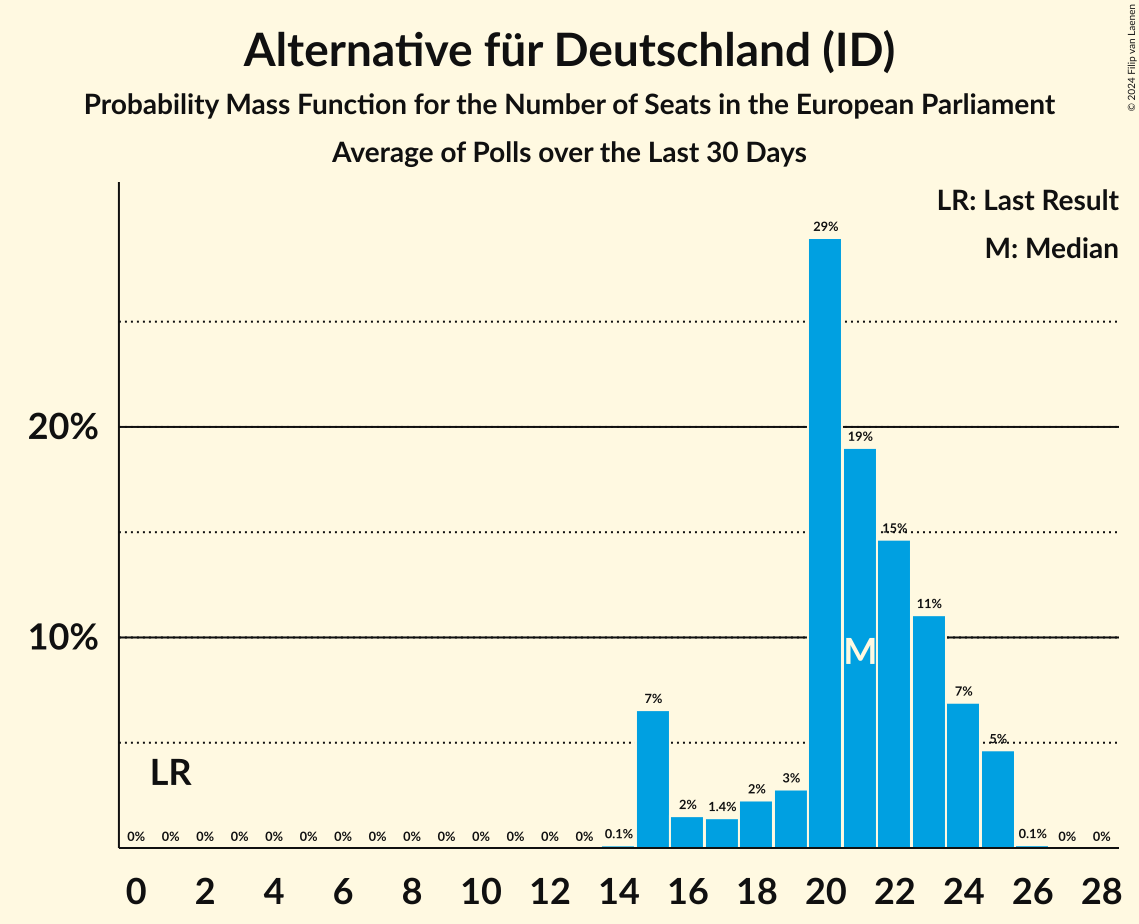 Alternative für Deutschland (ID)
Probability Mass Function for the Number of Seats in the European Parliament
Average of Polls over the Last 30 Days
© 2024 Filip van Laenen
LR: Last Result
M: Median
20%
10%
LR
M
0% 0% 0% 0% 0% 0% 0% 0% 0% 0% 0% 0% 0% 0% 0.1% 7% 2% 1.4% 2% 3% 29% 19% 15% 11% 7% 5% 0.1% 0% 0%
0 2 4 6 8 10 12 14 16 18 20 22 24 26 28